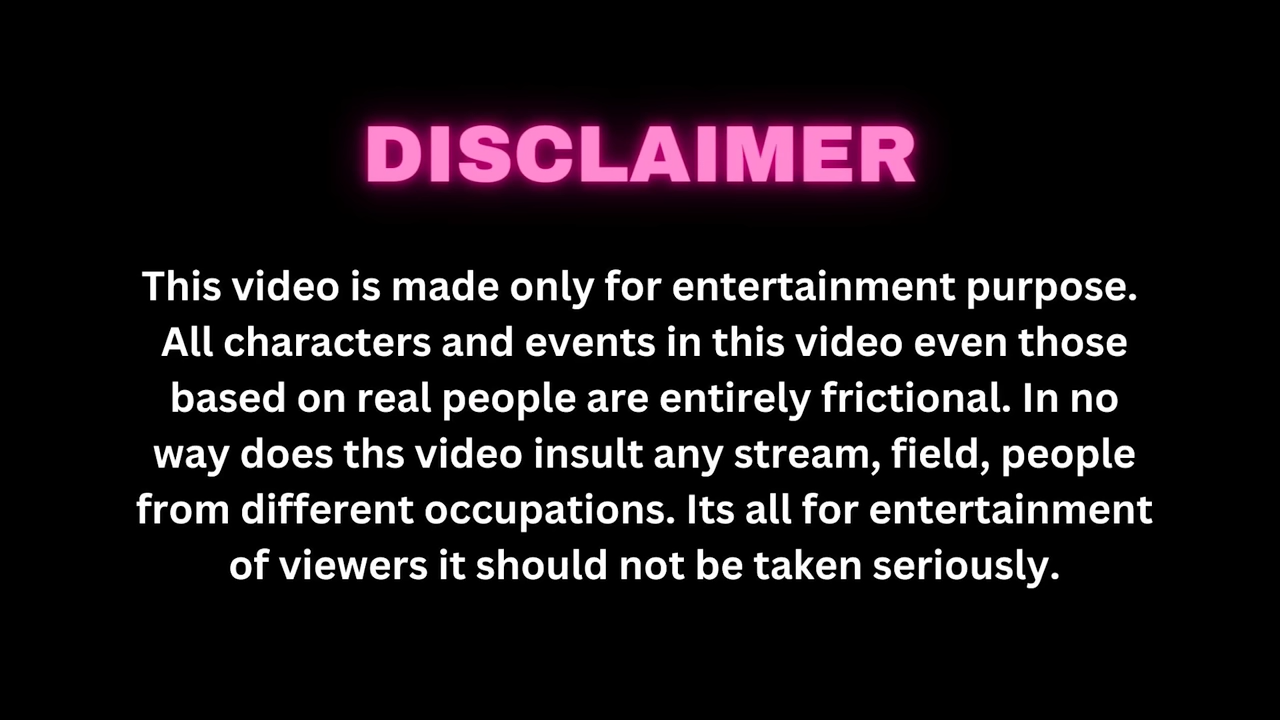 DISCLAIMER
This video is made only for entertainment purpose.
All characters and events in this video even those
based on real people are entirely frictional. In no
way does ths video insult any stream, field, people
from different occupations. Its all for entertainment
of viewers it should not be taken seriously.